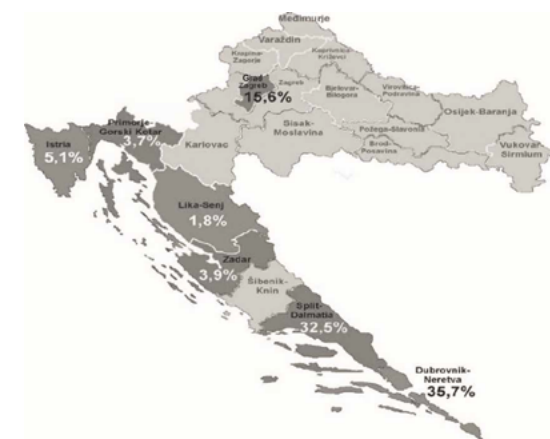 Međimurje
Varaždin
Krapina-
Zagorje
Koprivnica-
Križevci
Grad
Zagreb
Zagreb
15,6%
Bjelovar-
Bilogora
Virovitica-
Podravina
Osijek-Baranja
Primorje-
Gorski Kotar
3,7%
Istria
5,1%
Karlovac
Sisak-
Moslavina
Požega-Slavonia
Brod-
Posavina
Vukovar-
Sirmium
Lika-Senj
1,8%
Zadar
3,9%
Šibenik-
Knin
Split-
Dalmatia
32,5%
Dubrovnik-
Neretva
35,7%